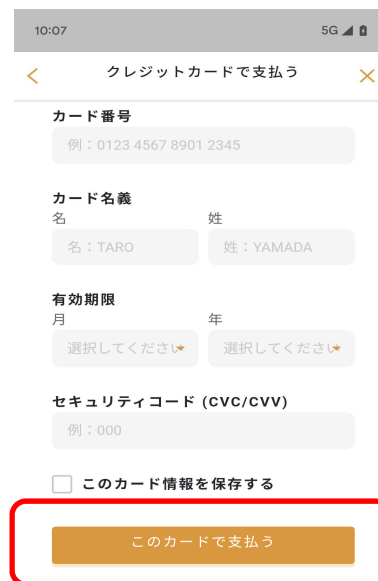 10:07 5G
クレジットカードで支払う
カード番号
例：0123 4567 8901 2345
カード名義
名 姓
名：TARO 姓：YAMADA
有効期限
月 年
選択してください 選択してください
セキュリティコード (CVC/CVV)
例：000
このカード情報を保存する
このカードで支払う